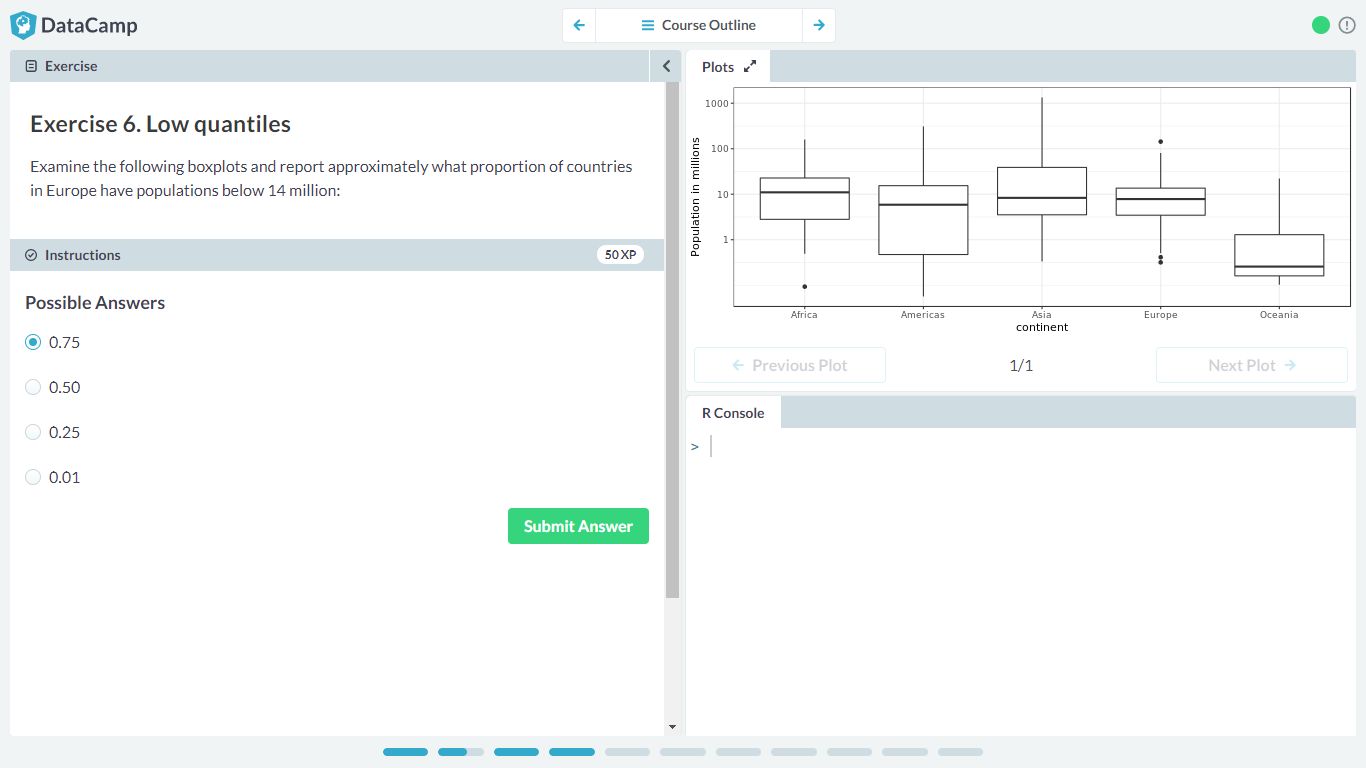 DataCamp
Course Outline
Exercise
Exercise 6. Low quantiles
Examine the following boxplots and report approximately what proportion of countries
in Europe have populations below 14 million:
Instructions
50 XP
Possible Answers
0.75
0.50
0.25
0.01
Submit Answer
Plots
Population in millions
1000
100
10
1
Africa
Americas
Asia
Europe
Oceania
continent
Previous Plot
1/1
Next Plot
R Console
>